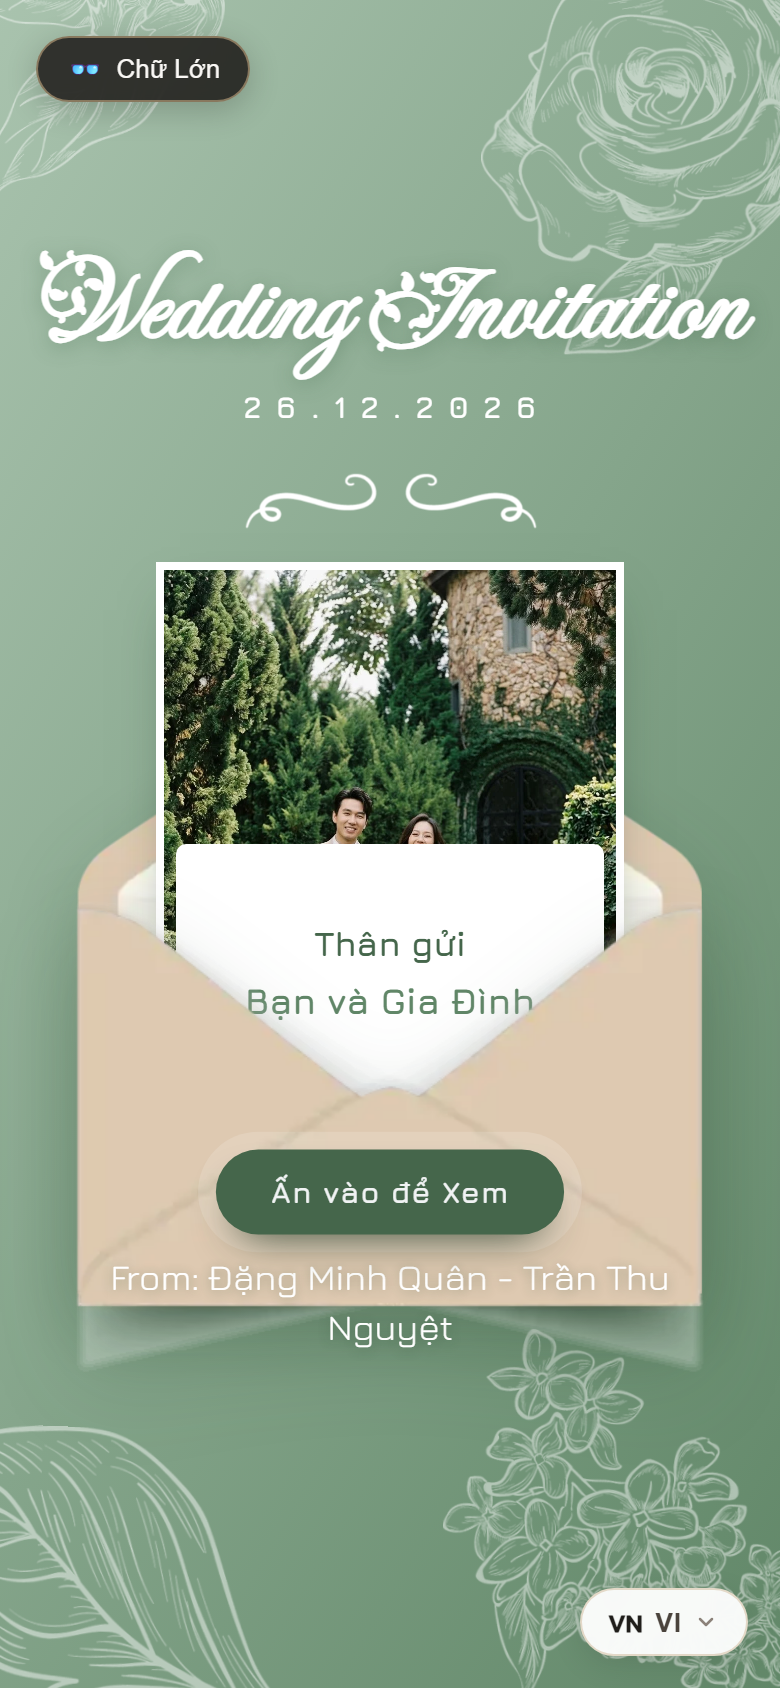 Chữ Lớn
Wedding Invitation
26.12.2026
Thân gửi
Bạn và Gia Đình
Ấn vào để Xem
From: Đặng Minh Quân - Trần Thu
Nguyệt
VN VI